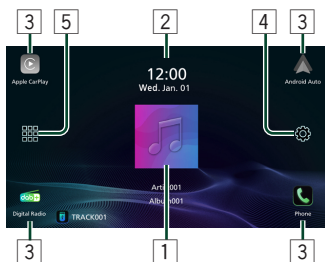 3 5 2 4 3
12:00
Wed. Jan. 01
Apple CarPlay
Android Auto
Artist001
Album001
dab+
Digital Radio
TRACK001
Phone
3 1 3